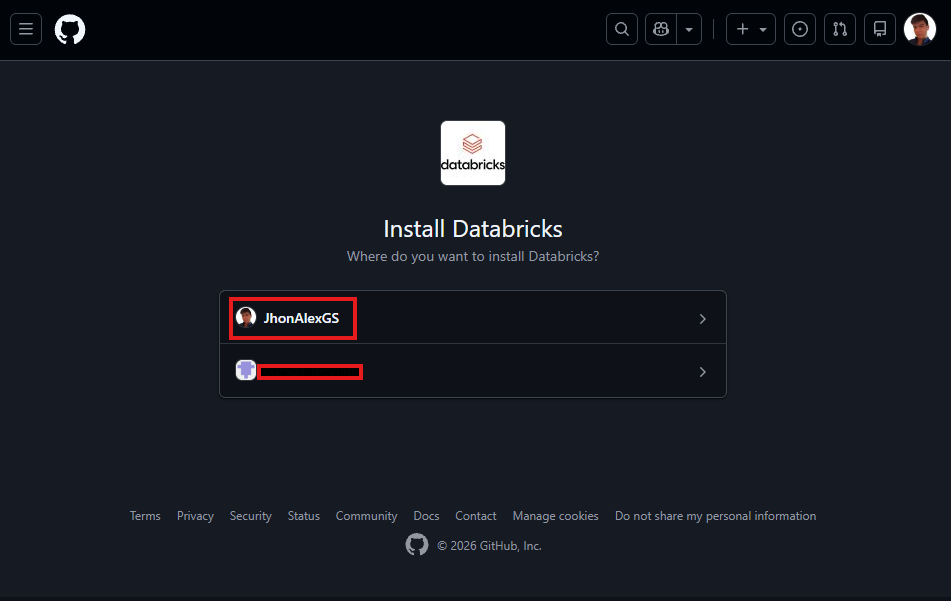 databricks
Install Databricks
Where do you want to install Databricks?
JhonAlexGS
Terms Privacy Security Status Community Docs Contact Manage cookies Do not share my personal information
© 2026 GitHub, Inc.